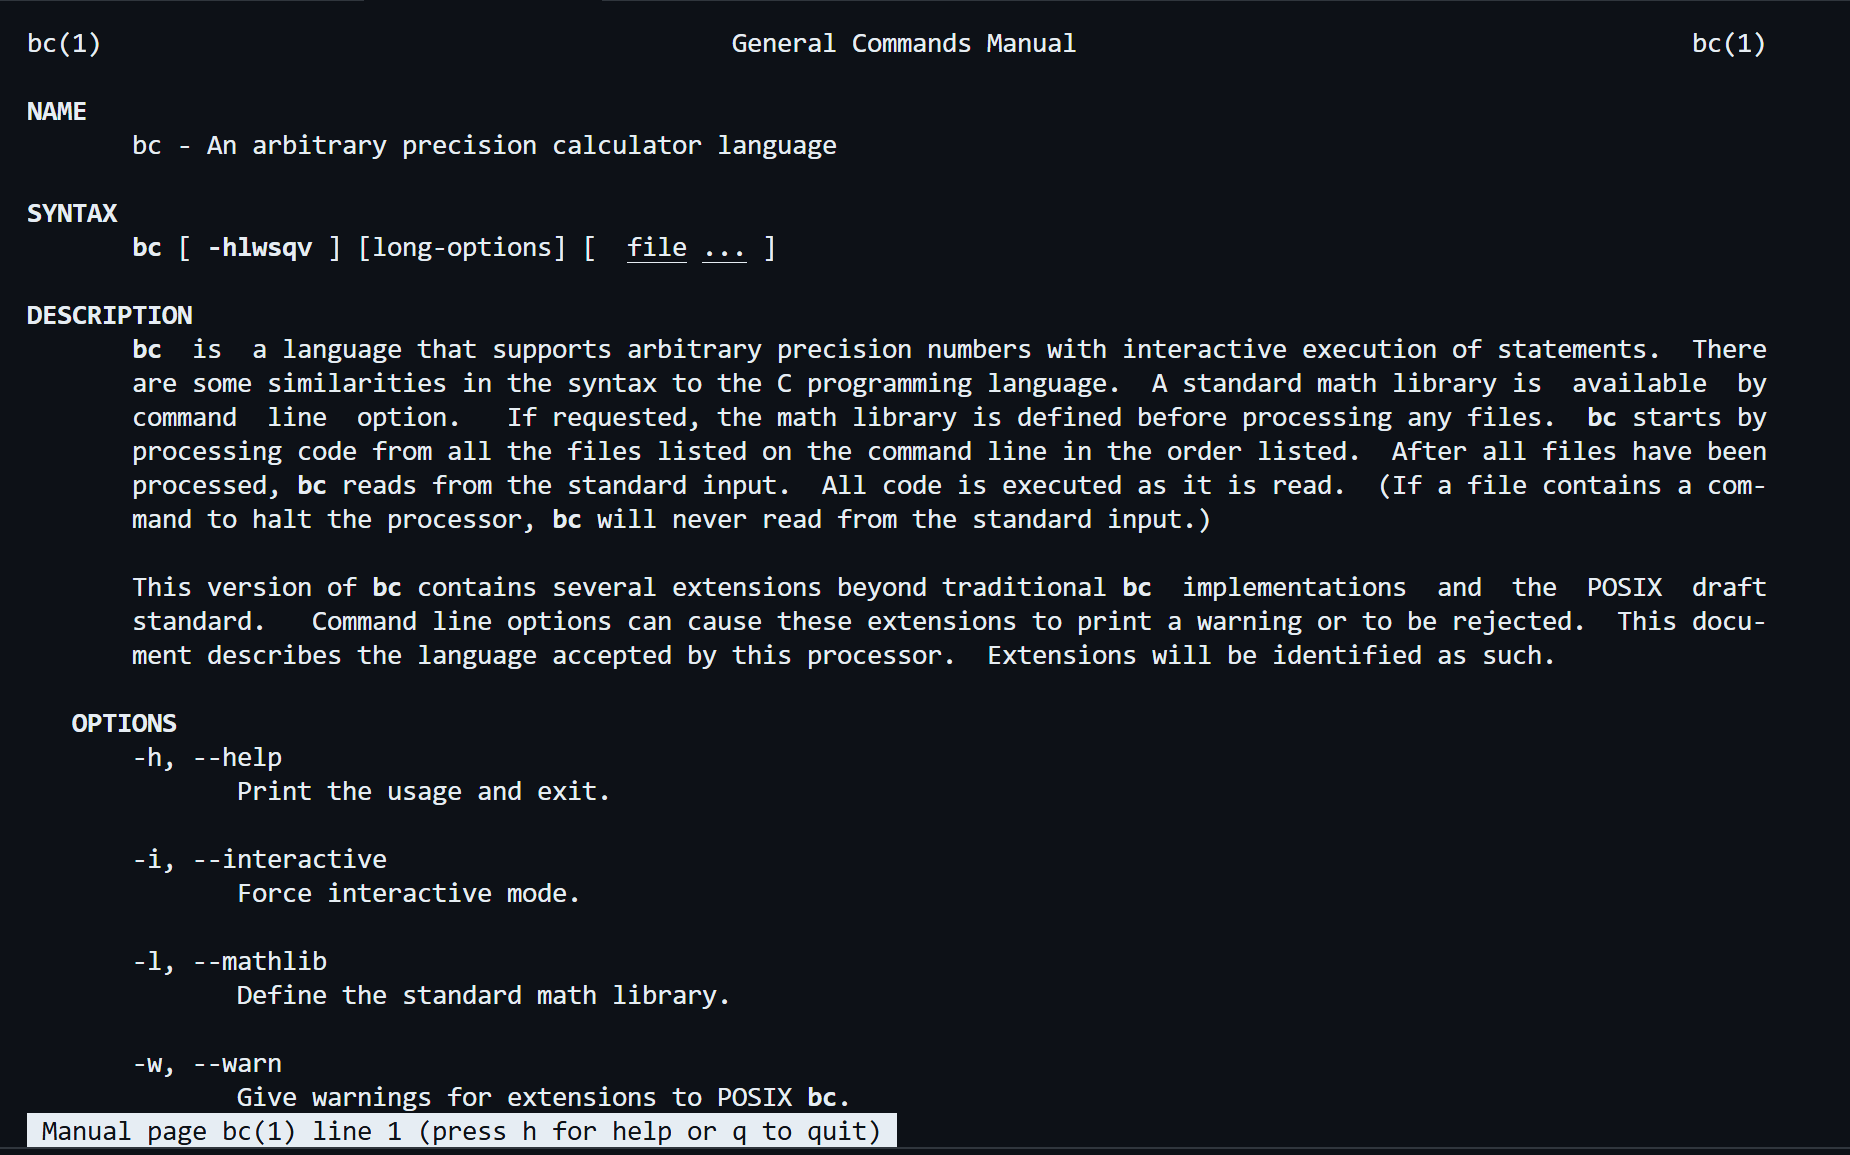 bc(1) General Commands Manual bc(1)
NAME
bc - An arbitrary precision calculator language
SYNTAX
bc [ -hlwsqv ] [long-options] [ file ... ]
DESCRIPTION
bc is a language that supports arbitrary precision numbers with interactive execution of statements. There
are some similarities in the syntax to the C programming language. A standard math library is available by
command line option. If requested, the math library is defined before processing any files. bc starts by
processing code from all the files listed on the command line in the order listed. After all files have been
processed, bc reads from the standard input. All code is executed as it is read. (If a file contains a com-
mand to halt the processor, bc will never read from the standard input.)
This version of bc contains several extensions beyond traditional bc implementations and the POSIX draft
standard. Command line options can cause these extensions to print a warning or to be rejected. This docu-
ment describes the language accepted by this processor. Extensions will be identified as such.
OPTIONS
-h, --help
Print the usage and exit.
-i, --interactive
Force interactive mode.
-l, --mathlib
Define the standard math library.
-w, --warn
Give warnings for extensions to POSIX bc.
Manual page bc(1) line 1 (press h for help or q to quit)